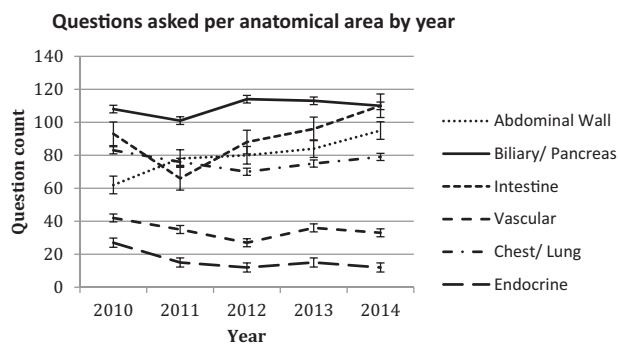 Questions asked per anatomical area by year
140
120
100
80
60
40
20
0
Question count
2010 2011 2012 2013 2014
Year
Abdominal Wall
Biliary/ Pancreas
Intestine
Vascular
Chest/ Lung
Endocrine